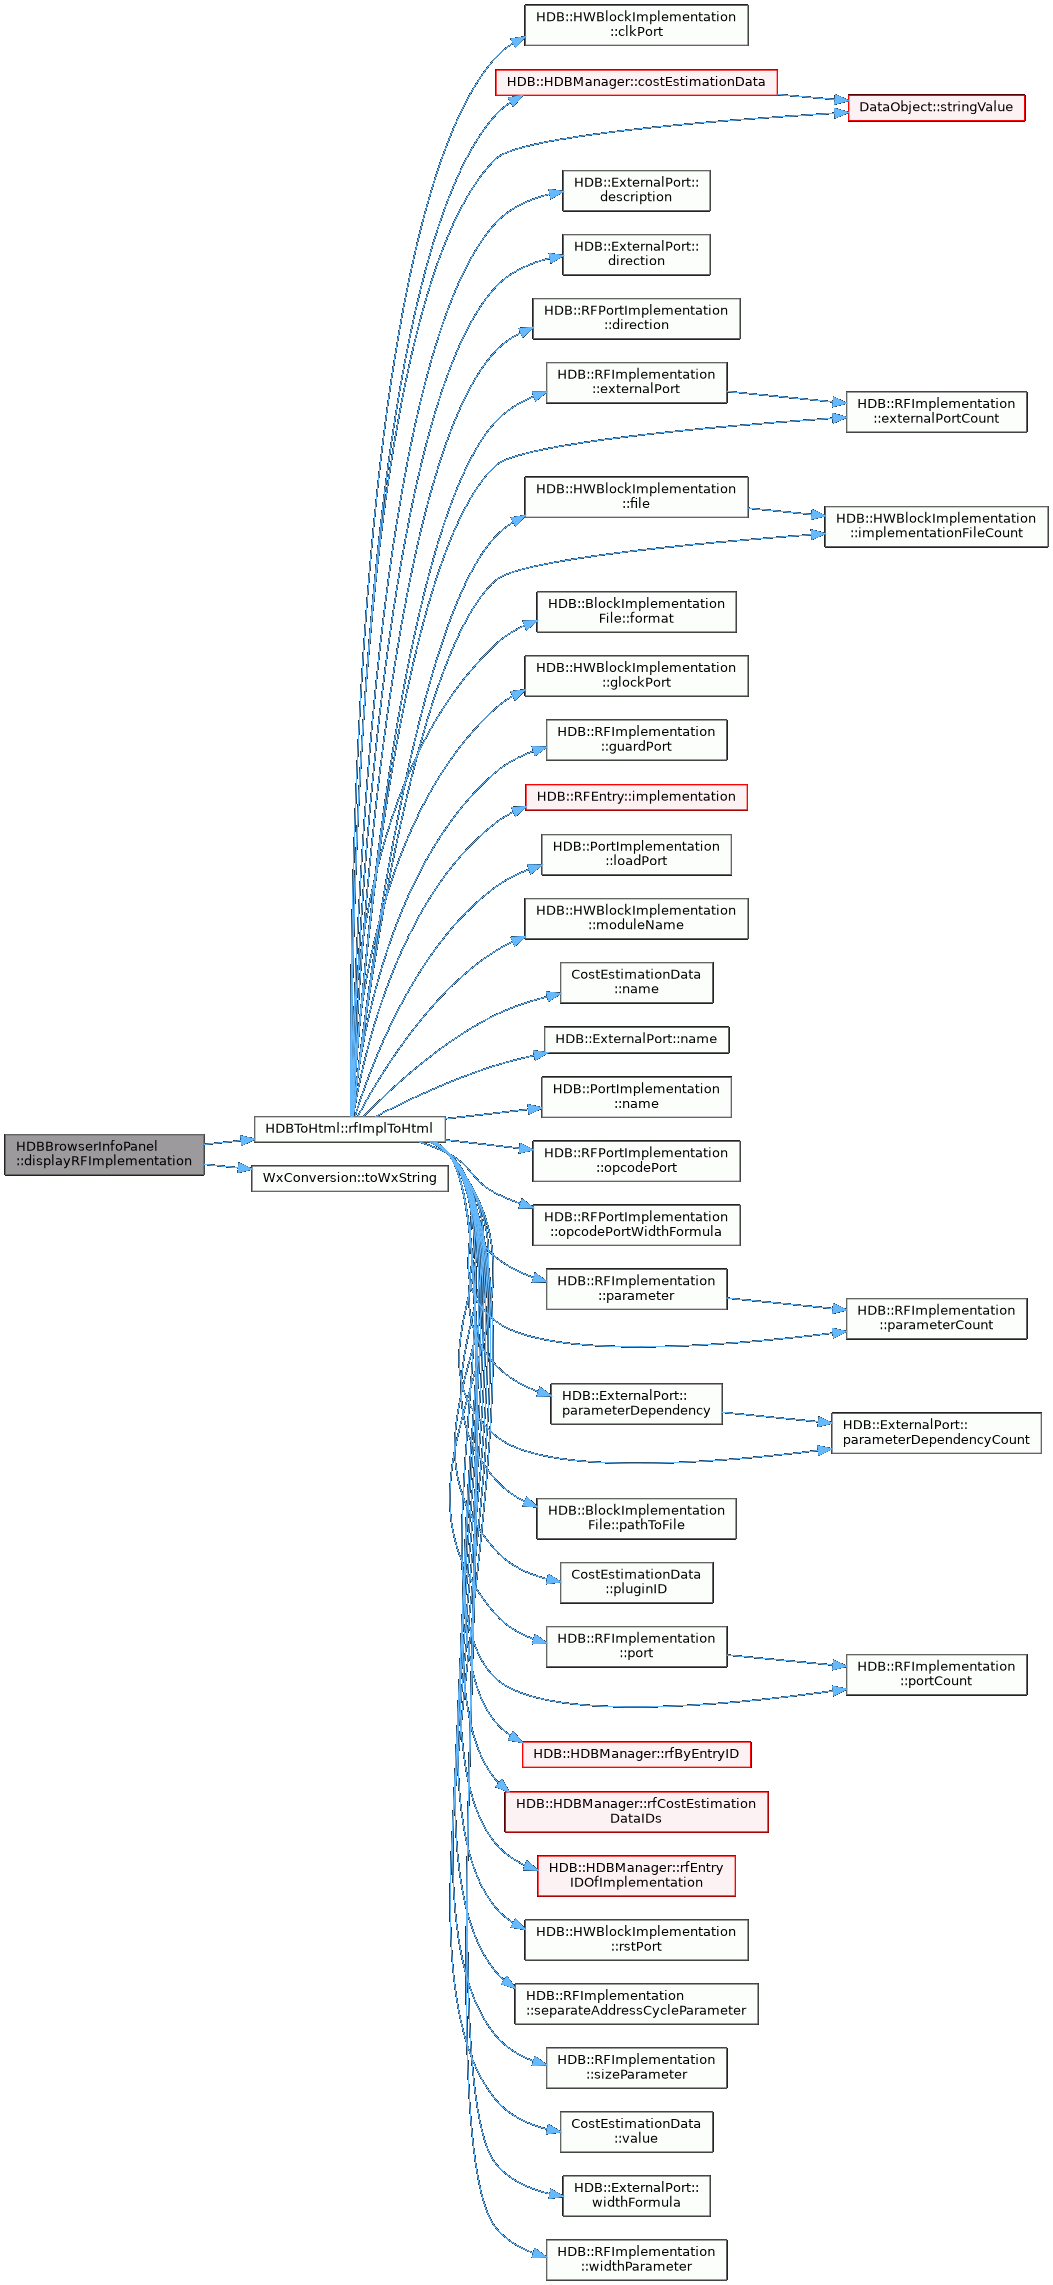 HDB::HWBlockImplementation
::clkPort
HDB::HDBManager::costEstimationData
DataObject::stringValue
HDB::ExternalPort::
description
HDB::ExternalPort::
direction
HDB::RFPortImplementation
::direction
HDB::RFImplementation
::externalPort
HDB::RFImplementation
::externalPortCount
HDB::HWBlockImplementation
::file
HDB::HWBlockImplementation
::implementationFileCount
HDB::BlockImplementation
File::format
HDB::HWBlockImplementation
::glockPort
HDB::RFImplementation
::guardPort
HDB::RFEntry::implementation
HDB::PortImplementation
::loadPort
HDB::HWBlockImplementation
::moduleName
CostEstimationData
::name
HDB::ExternalPort::name
HDB::PortImplementation
::name
HDBToHtml::rfImplToHtml
HDBBrowserInfoPanel
::displayRFImplementation
WxConversion::toWxString
HDB::RFPortImplementation
::opcodePort
HDB::RFPortImplementation
::opcodePortWidthFormula
HDB::RFImplementation
::parameter
HDB::RFImplementation
::parameterCount
HDB::ExternalPort::
parameterDependency
HDB::ExternalPort::
parameterDependencyCount
HDB::BlockImplementation
File::pathToFile
CostEstimationData
::pluginID
HDB::RFImplementation
::port
HDB::RFImplementation
::portCount
HDB::HDBManager::rfByEntryID
HDB::HDBManager::rfCostEstimation
DataIDs
HDB::HDBManager::rfEntry
IDOfImplementation
HDB::HWBlockImplementation
::rstPort
HDB::RFImplementation
::separateAddressCycleParameter
HDB::RFImplementation
::sizeParameter
CostEstimationData
::value
HDB::ExternalPort::
widthFormula
HDB::RFImplementation
::widthParameter